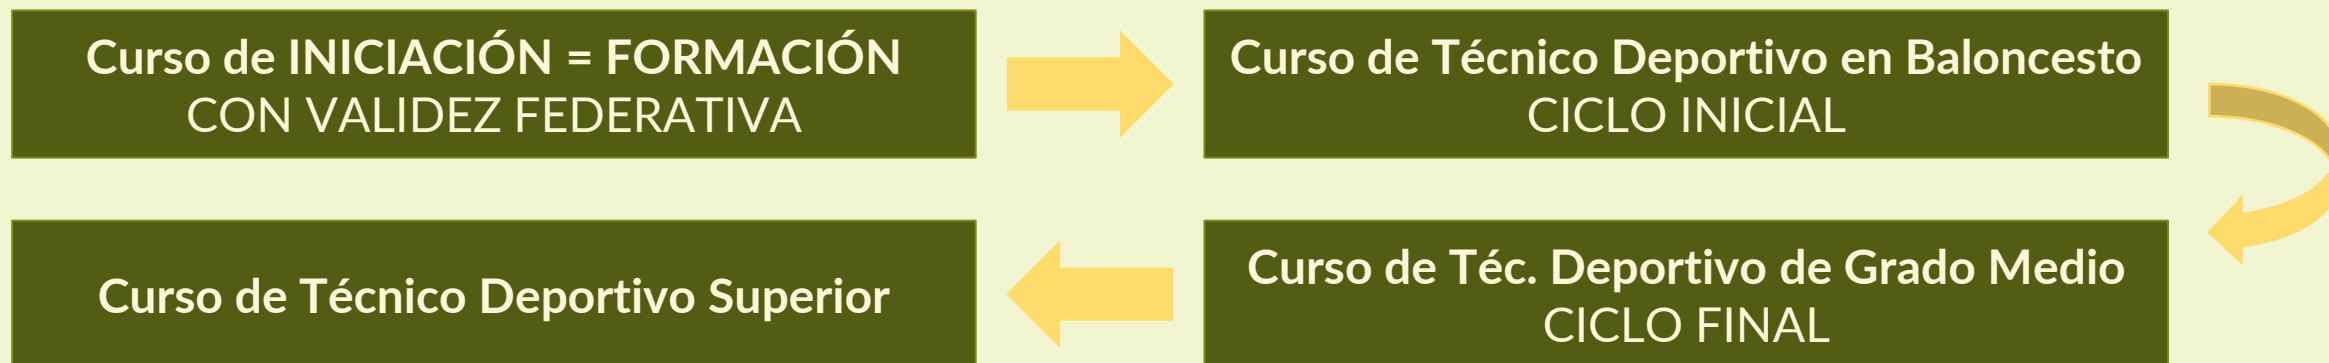 Curso de INICIACIÓN = FORMACIÓN
CON VALIDEZ FEDERATIVA
Curso de Técnico Deportivo en Baloncesto
CICLO INICIAL
Curso de Téc. Deportivo de Grado Medio
CICLO FINAL
Curso de Técnico Deportivo Superior